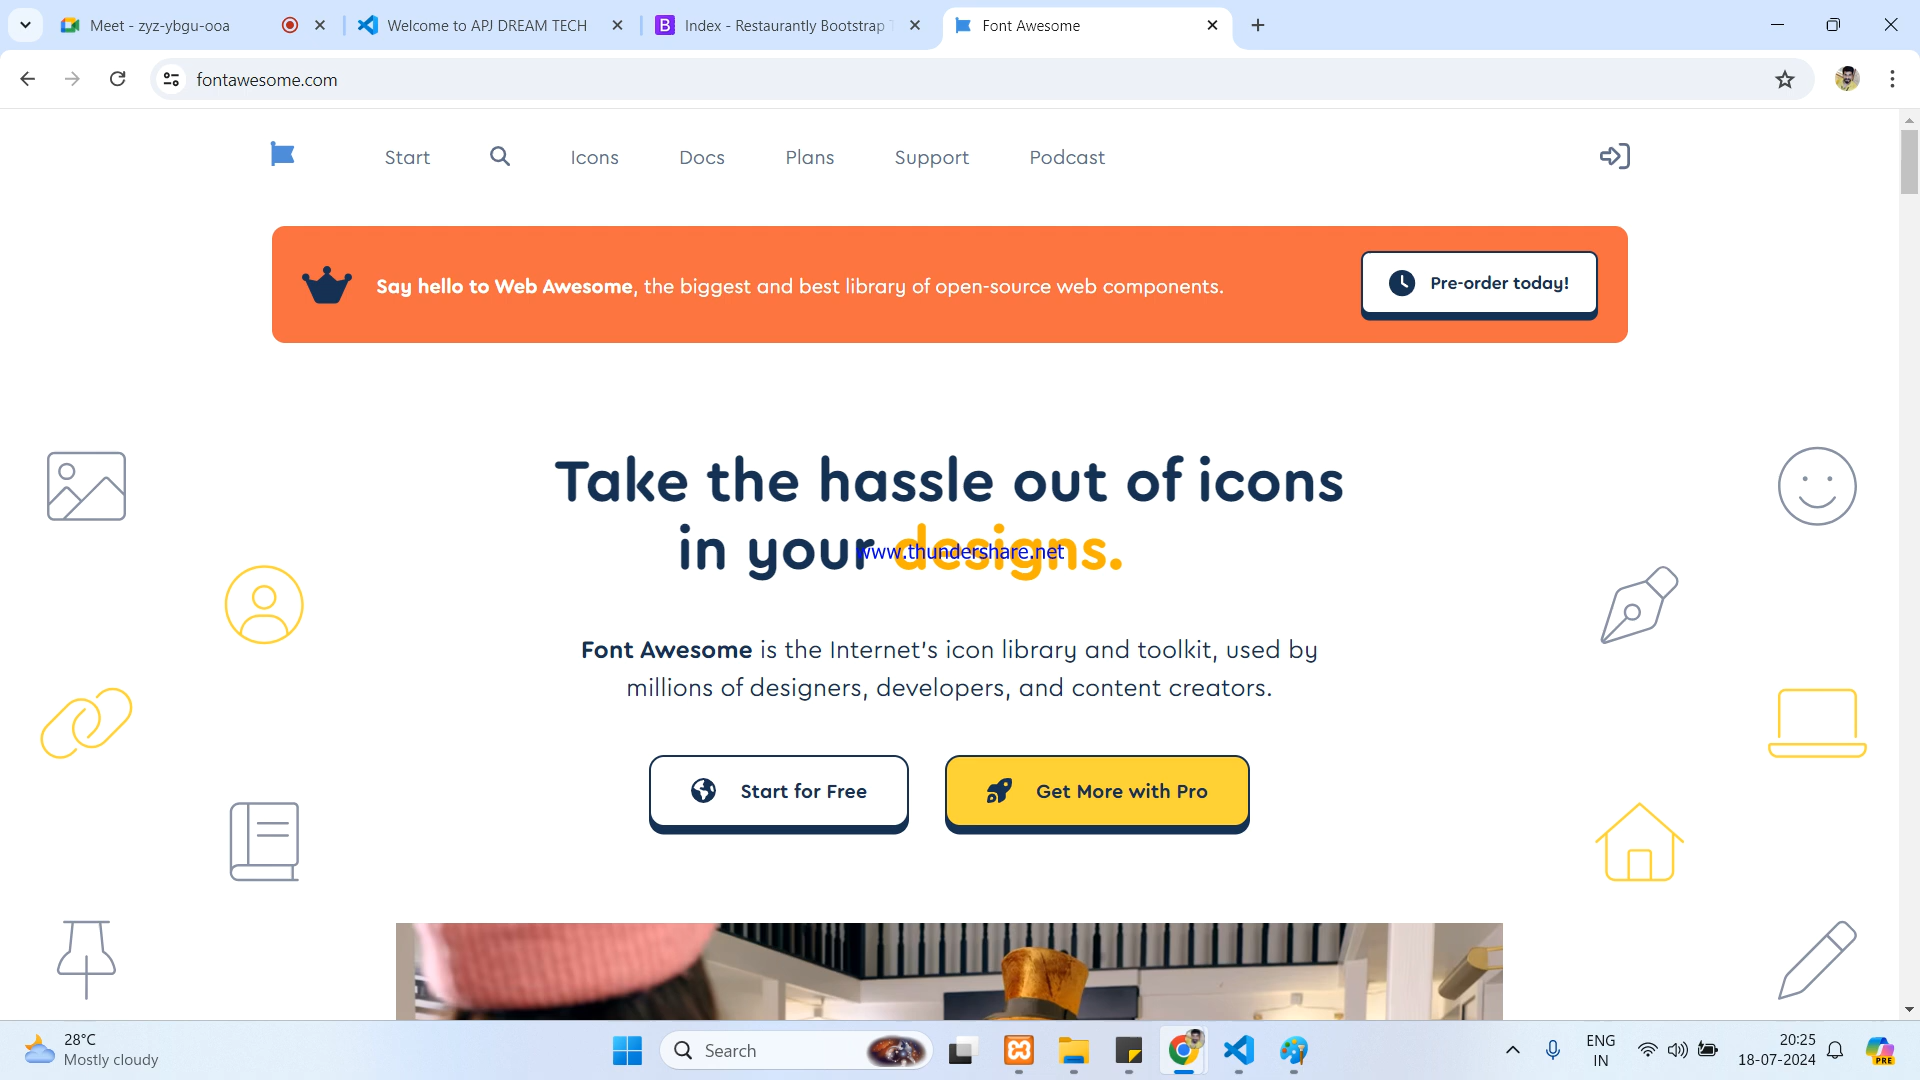 Meet - zyz-ybgu-ooa
Welcome to APJ DREAM TECH
B
Index - Restaurantly Bootstrap
Font Awesome
fontawesome.com
Start
Icons
Docs
Plans
Support
Podcast
Say hello to Web Awesome, the biggest and best library of open-source web components.
Pre-order today!
Take the hassle out of icons
in your designs.
www.thundershare.net
Font Awesome is the Internet's icon library and toolkit, used by
millions of designers, developers, and content creators.
Start for Free
Get More with Pro
28°C
Mostly cloudy
Search
ENG
IN
20:25
18-07-2024
PRE